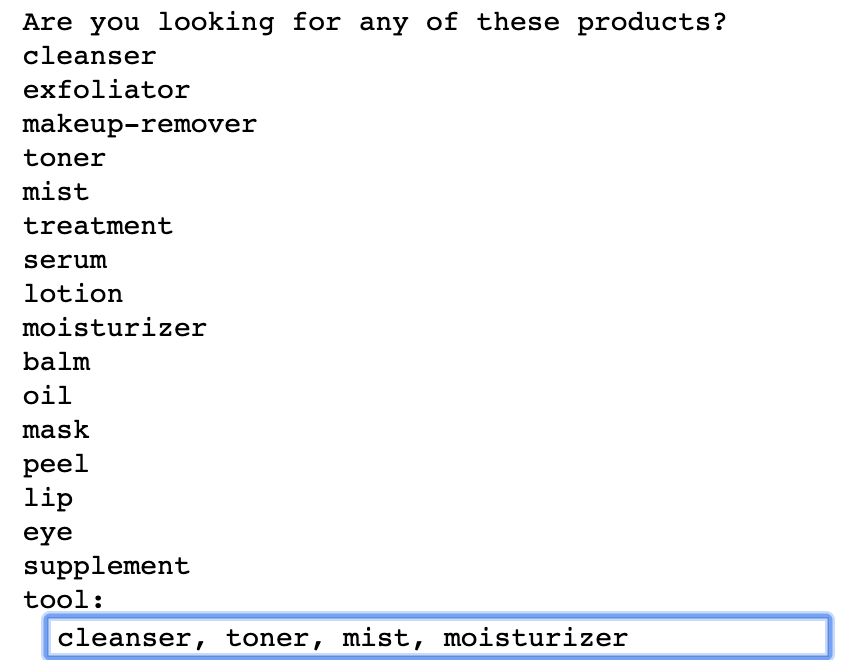 Are you looking for any of these products?
cleanser
exfoliator
makeup-remover
toner
mist
treatment
serum
lotion
moisturizer
balm
oil
mask
peel
lip
eye
supplement
tool:
cleanser, toner, mist, moisturizer